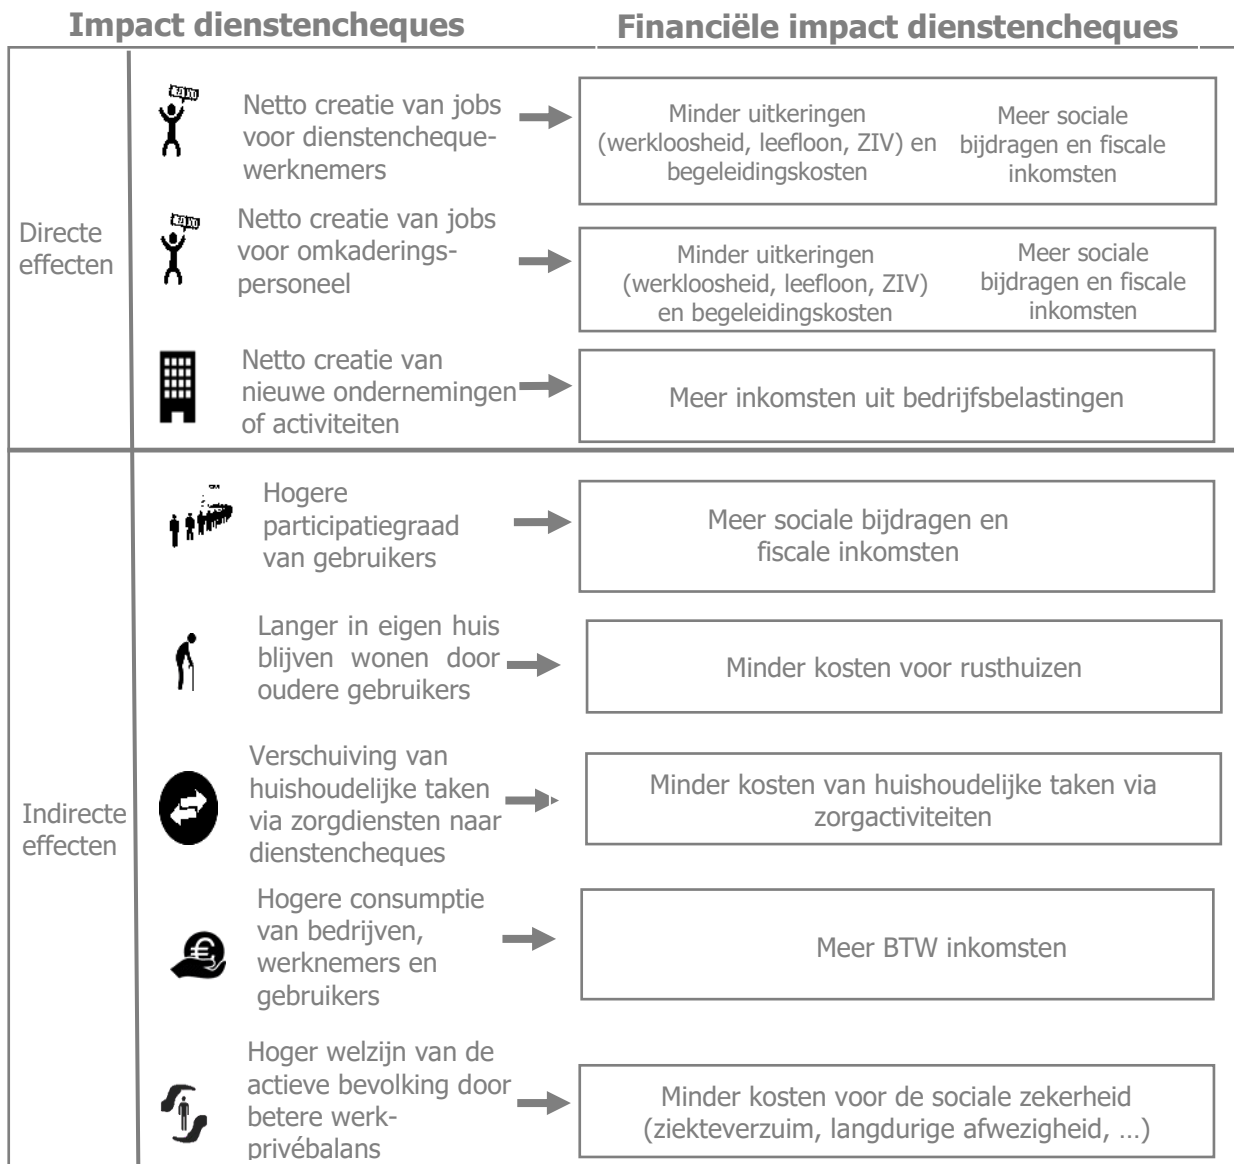 Impact dienstencheques
Financiële impact dienstencheques
Directe
effecten
Netto creatie van jobs
voor dienstencheque-
werknemers
Minder uitkeringen
(werkloosheid, leefloon, ZIV) en
begeleidingskosten
Meer sociale
bijdragen en fiscale
inkomsten
Netto creatie van jobs
voor omkaderings-
personeel
Minder uitkeringen
(werkloosheid, leefloon, ZIV)
en begeleidingskosten
Meer sociale
bijdragen en fiscale
inkomsten
Netto creatie van
nieuwe ondernemingen
of activiteiten
Meer inkomsten uit bedrijfsbelastingen
Indirecte
effecten
Hogere
participatiegraad
van gebruikers
Meer sociale bijdragen en
fiscale inkomsten
Langer in eigen huis
blijven wonen door
oudere gebruikers
Minder kosten voor rusthuizen
Verschuiving van
huishoudelijke taken
via zorgdiensten naar
dienstencheques
Minder kosten van huishoudelijke taken via
zorgactiviteiten
Hogere consumptie
van bedrijven,
werknemers en
gebruikers
€
Meer BTW inkomsten
Hoger welzijn van de
actieve bevolking door
betere werk-
privébalans
Minder kosten voor de sociale zekerheid
(ziekteverzuim, langdurige afwezigheid, ...)